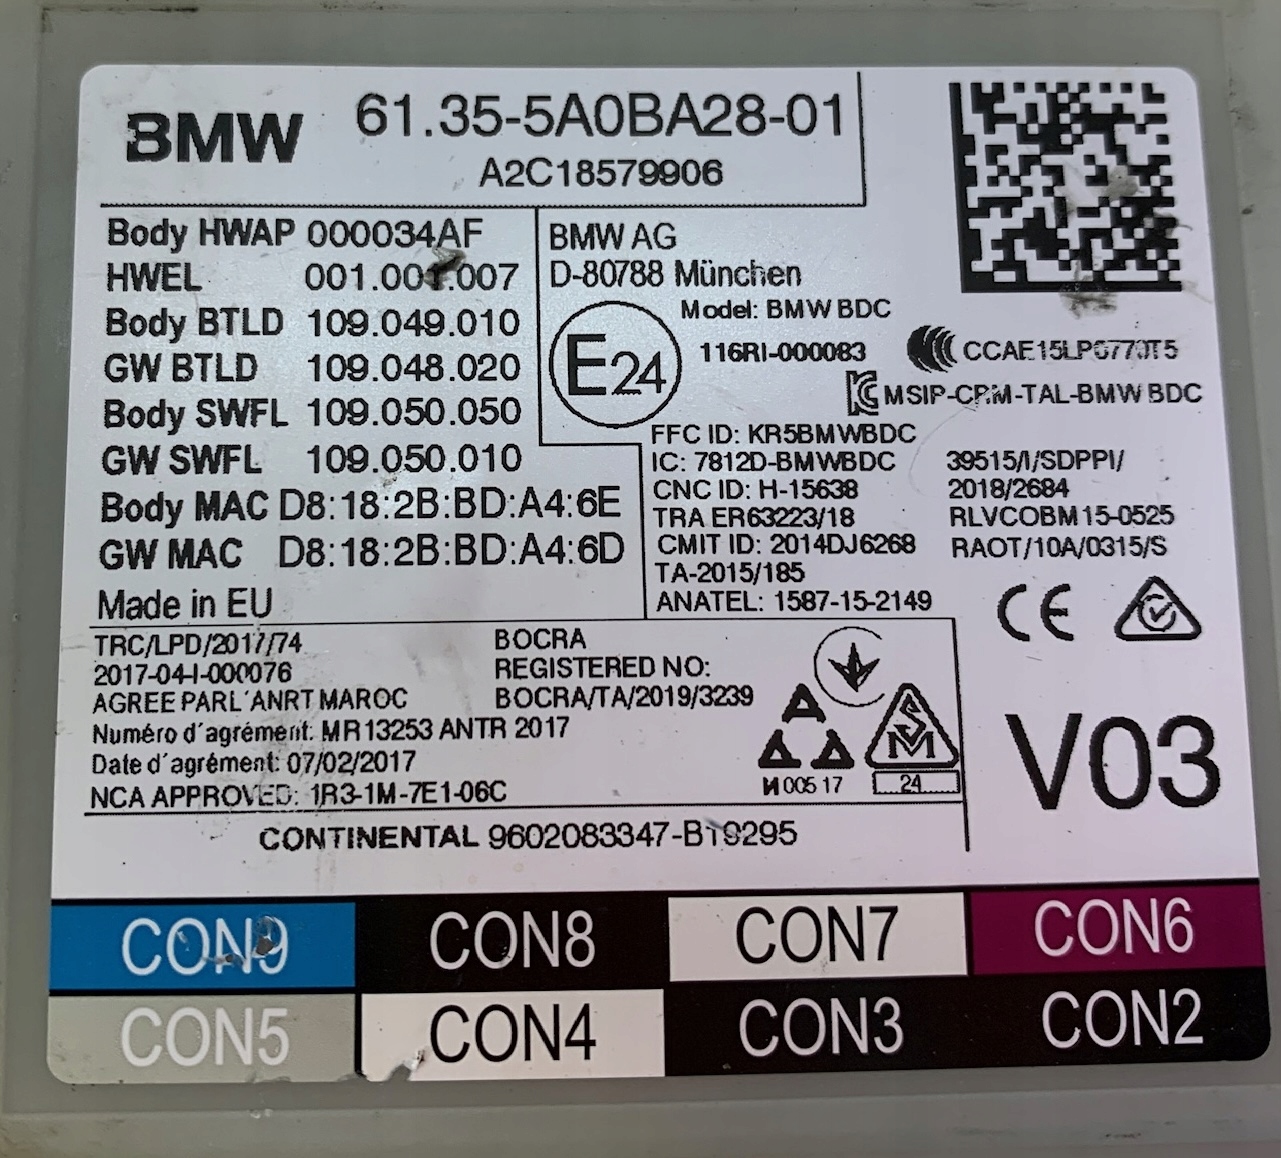 BMW 61.35-5A0BA28-01
A2C18579906
Body HWAP 000034AF
HWEL 001.001.007
Body BTLD 109.049.010
GW BTLD 109.048.020
Body SWFL 109.050.050
GW SWFL 109.050.010
Body MAC D8:18:2B:BD:A4:6E
GW MAC D8:18:2B:BD:A4:6D
Made in EU
BMW AG
D-80788 München
Model: BMW BDC
E24
116RI-000083
CCAE15LP0770T5
MSIP-CRM-TAL-BMW BDC
FFC ID: KR5BMWBDC
IC: 7812D-BMWBDC
CNC ID: H-15638
TRA ER63223/18
CMIT ID: 2014DJ6268
TA-2015/185
ANATEL: 1587-15-2149
39515/I/SDPPI/
2018/2684
RLVCOBM15-0525
RAOT/10A/0315/S
CE
TRC/LPD/2017/74
2017-04-I-000076
AGREE PAR L´ANRT MAROC
Numéro d´agrément: MR 13253 ANTR 2017
Date d´agrément: 07/02/2017
NCA APPROVED: 1R3-1M-7E1-06C
BOCRA
REGISTERED NO:
BOCRA/TA/2019/3239
И 005 17
SM
24
V03
CONTINENTAL 9602083347-B19295
CON9 CON8 CON7 CON6
CON5 CON4 CON3 CON2